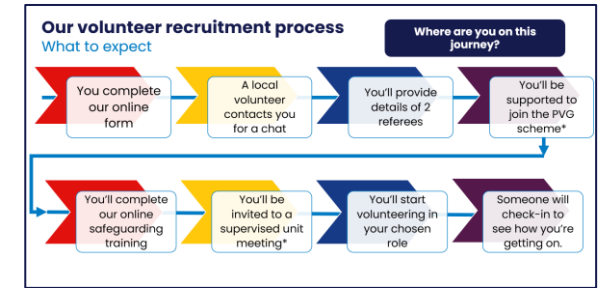 Our volunteer recruitment process
What to expect
Where are you on this
journey?
You complete
our online
form
A local
volunteer
contacts you
for a chat
You'll provide
details of 2
referees
You'll be
supported to
join the PVG
scheme*
You'll complete
our online
safeguarding
training
You'll be
invited to a
supervised unit
meeting*
You'll start
volunteering in
your chosen
role
Someone will
check-in to
see how you're
getting on.